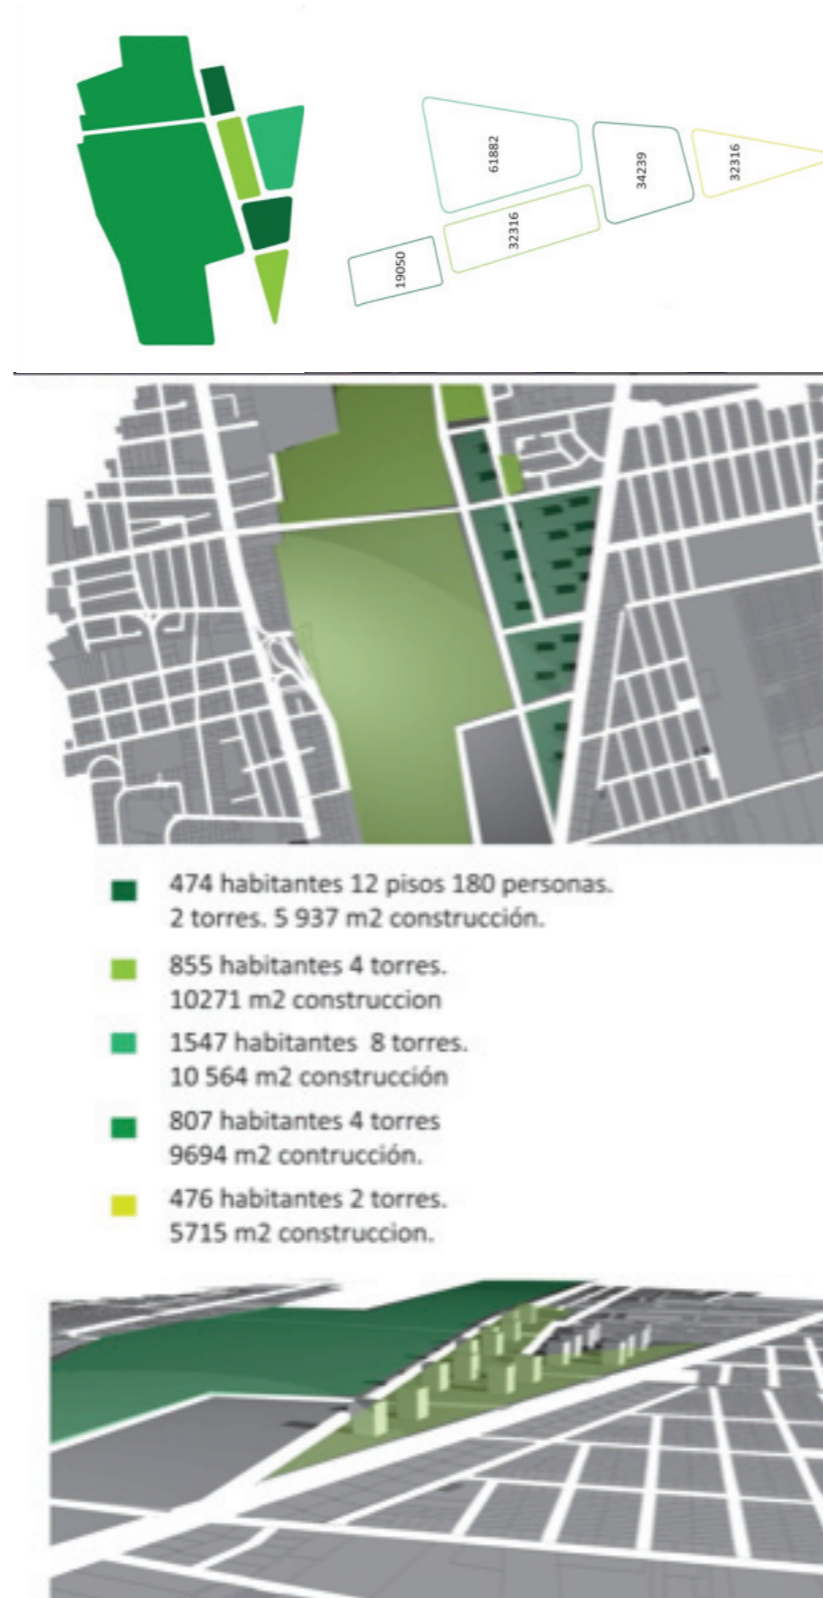 61882
34239
32316
32316
19050
474 habitantes 12 pisos 180 personas.
2 torres. 5 937 m2 construcción.
855 habitantes 4 torres.
10271 m2 construccion
1547 habitantes 8 torres.
10 564 m2 construcción
807 habitantes 4 torres
9694 m2 contrucción.
476 habitantes 2 torres.
5715 m2 construccion.